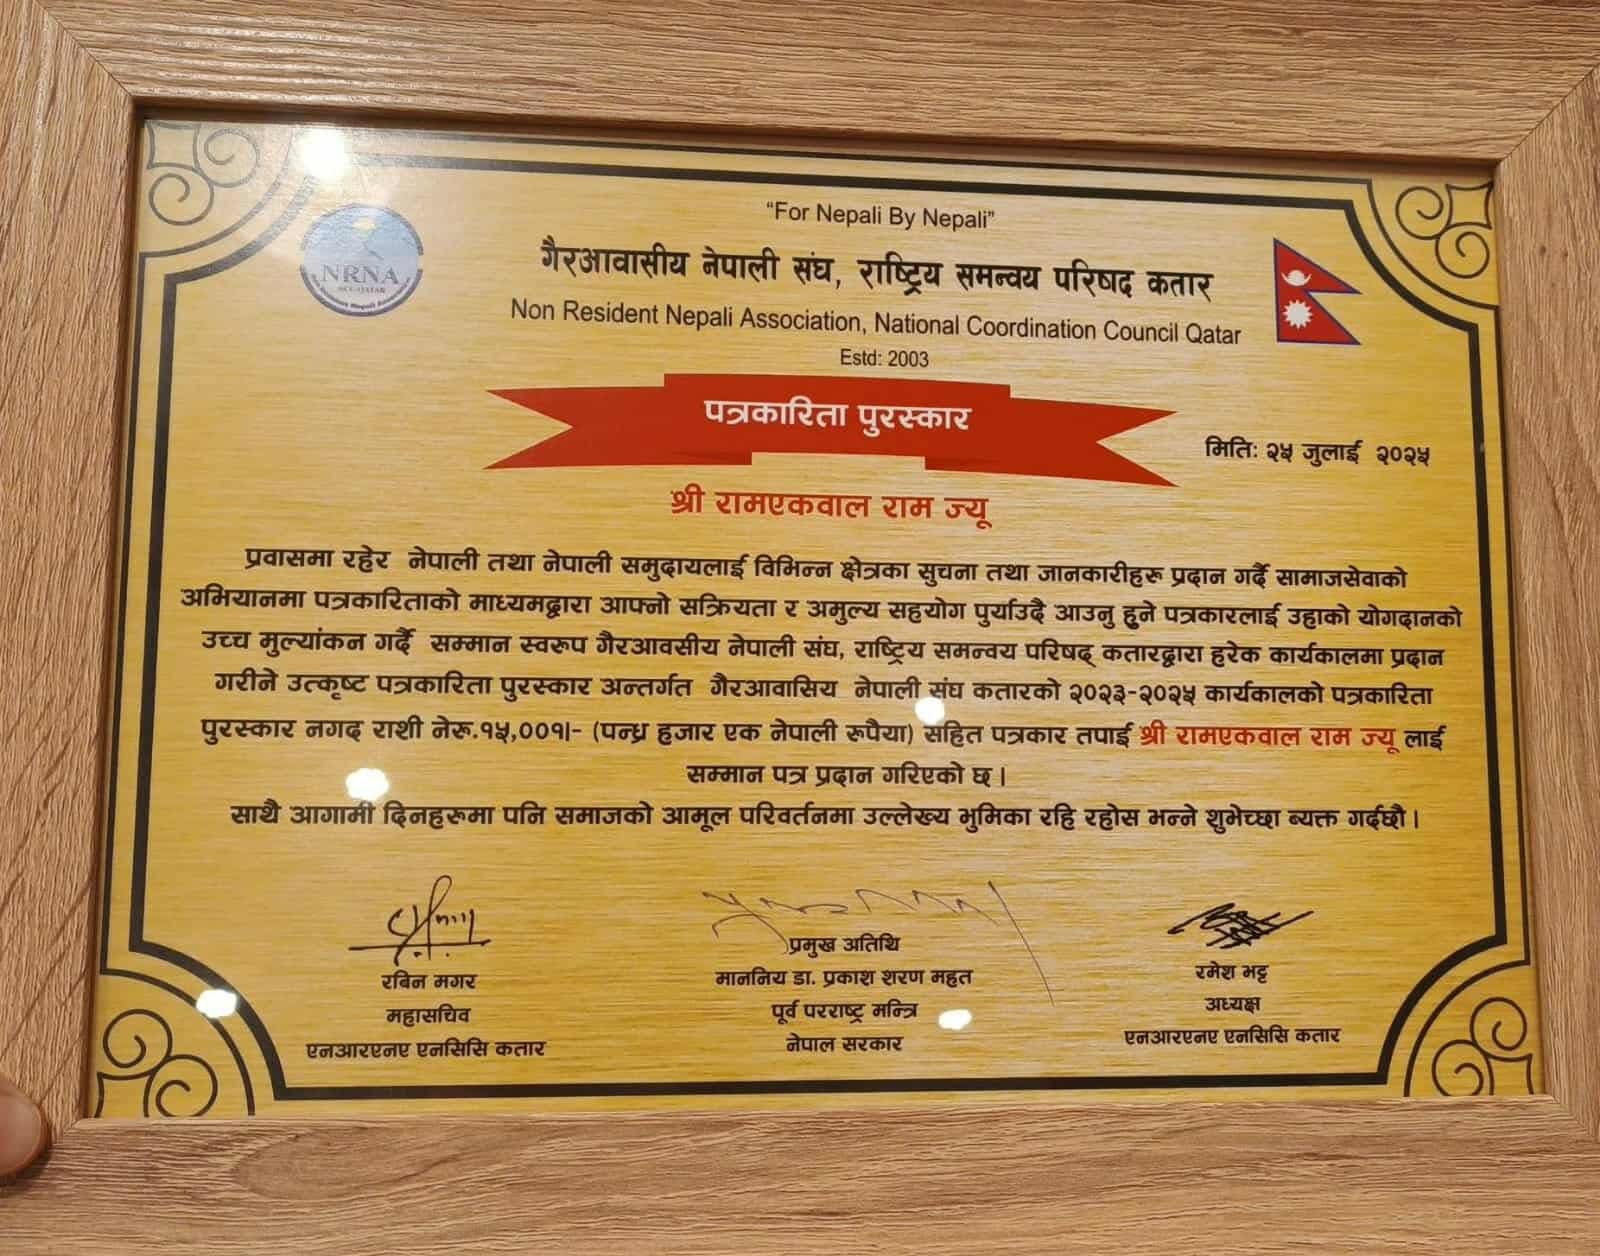 "For Nepali By Nepali"
NRNA
NCC-QATAR
गैरआवासीय नेपाली संघ, राष्ट्रिय समन्वय परिषद कतार
Non Resident Nepali Association, National Coordination Council Qatar
Estd: 2003
पत्रकारिता पुरस्कार
मितिः २५ जुलाई २०२५
श्री रामएकवाल राम ज्यू
प्रवासमा रहेर नेपाली तथा नेपाली समुदायलाई विभिन्न क्षेत्रका सुचना तथा जानकारीहरू प्रदान गर्दै सामाजसेवाको
अभियानमा पत्रकारिताको माध्यमद्वारा आफ्नो सक्रियता र अमुल्य सहयोग पुर्याउदै आउनु हुने पत्रकारलाई उहाको योगदानको
उच्च मुल्यांकन गर्दै सम्मान स्वरूप गैरआवसीय नेपाली संघ, राष्ट्रिय समन्वय परिषद् कतारद्वारा हरेक कार्यकालमा प्रदान
गरीने उत्कृष्ट पत्रकारिता पुरस्कार अन्तर्गत गैरआवासिय नेपाली संघ कतारको २०२३-२०२५ कार्यकालको पत्रकारिता
पुरस्कार नगद राशी नेरू.१५,००१।- (पन्ध्र हजार एक नेपाली रूपैया) सहित पत्रकार तपाई श्री रामएकवाल राम ज्यू लाई
सम्मान पत्र प्रदान गरिएको छ।
साथै आगामी दिनहरूमा पनि समाजको आमूल परिवर्तनमा उल्लेख्य भुमिका रहि रहोस भन्ने शुभेच्छा ब्यक्त गर्दछौ।
रबिन मगर
महासचिव
एनआरएनए एनसिसि कतार
प्रमुख अतिथि
माननिय डा. प्रकाश शरण महत
पूर्व परराष्ट्र मन्त्रि
नेपाल सरकार
रमेश भट्ट
अध्यक्ष
एनआरएनए एनसिसि कतार